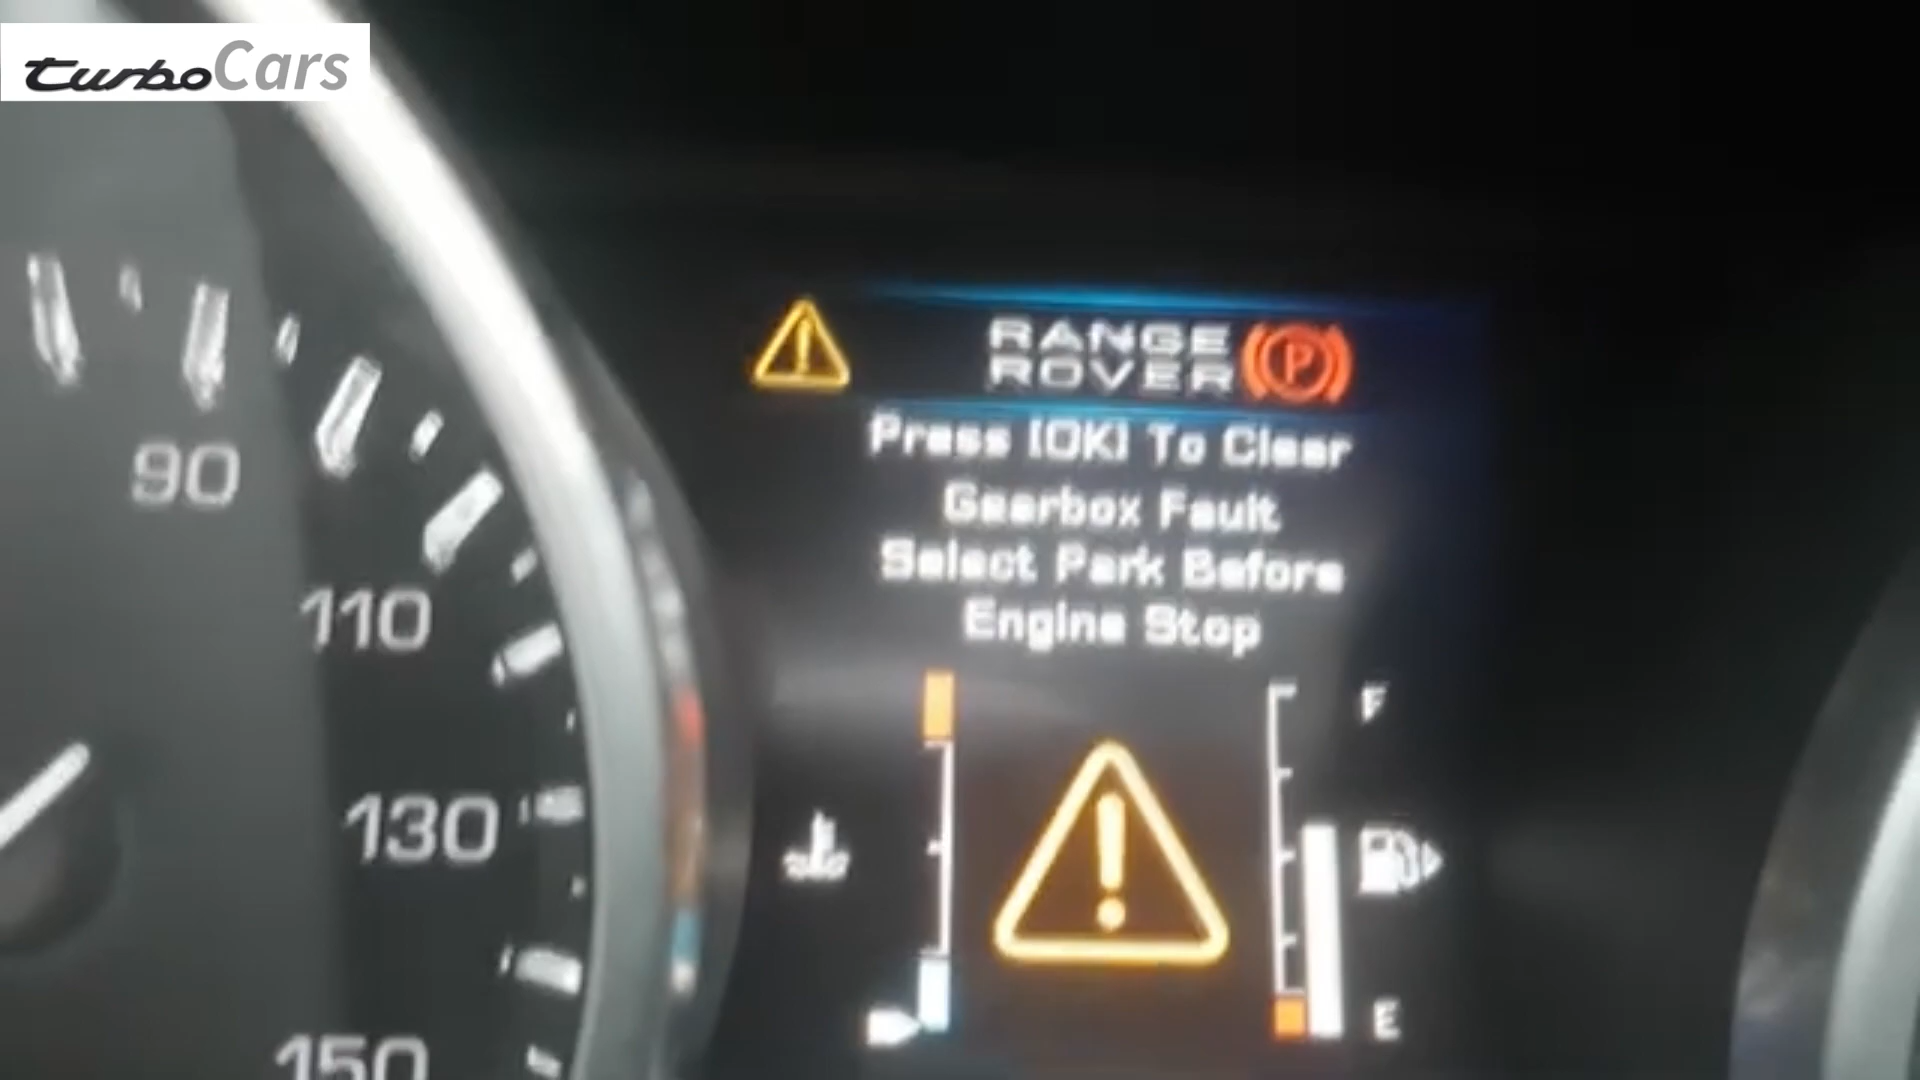 turboCars
RANGE
ROVER
P
Press [OK] To Clear
Gearbox Fault
Select Park Before
Engine Stop
90
110
130
150
F
E